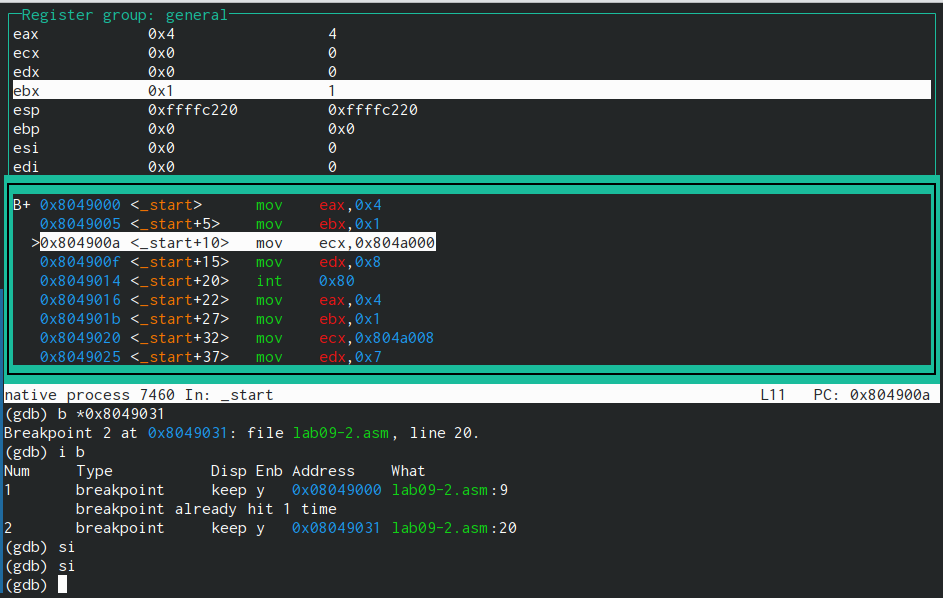 Register group: general
eax 0x4 4
ecx 0x0 0
edx 0x0 0
ebx 0x1 1
esp 0xffffc220 0xffffc220
ebp 0x0 0x0
esi 0x0 0
edi 0x0 0
B+ 0x8049000 <_start> mov eax,0x4
0x8049005 <_start+5> mov ebx,0x1
>0x804900a <_start+10> mov ecx,0x804a000
0x804900f <_start+15> mov edx,0x8
0x8049014 <_start+20> int 0x80
0x8049016 <_start+22> mov eax,0x4
0x804901b <_start+27> mov ebx,0x1
0x8049020 <_start+32> mov ecx,0x804a008
0x8049025 <_start+37> mov edx,0x7
native process 7460 In: _start L11 PC: 0x804900a
(gdb) b *0x8049031
Breakpoint 2 at 0x8049031: file lab09-2.asm, line 20.
(gdb) i b
Num Type Disp Enb Address What
1 breakpoint keep y 0x08049000 lab09-2.asm:9
breakpoint already hit 1 time
2 breakpoint keep y 0x08049031 lab09-2.asm:20
(gdb) si
(gdb) si
(gdb)